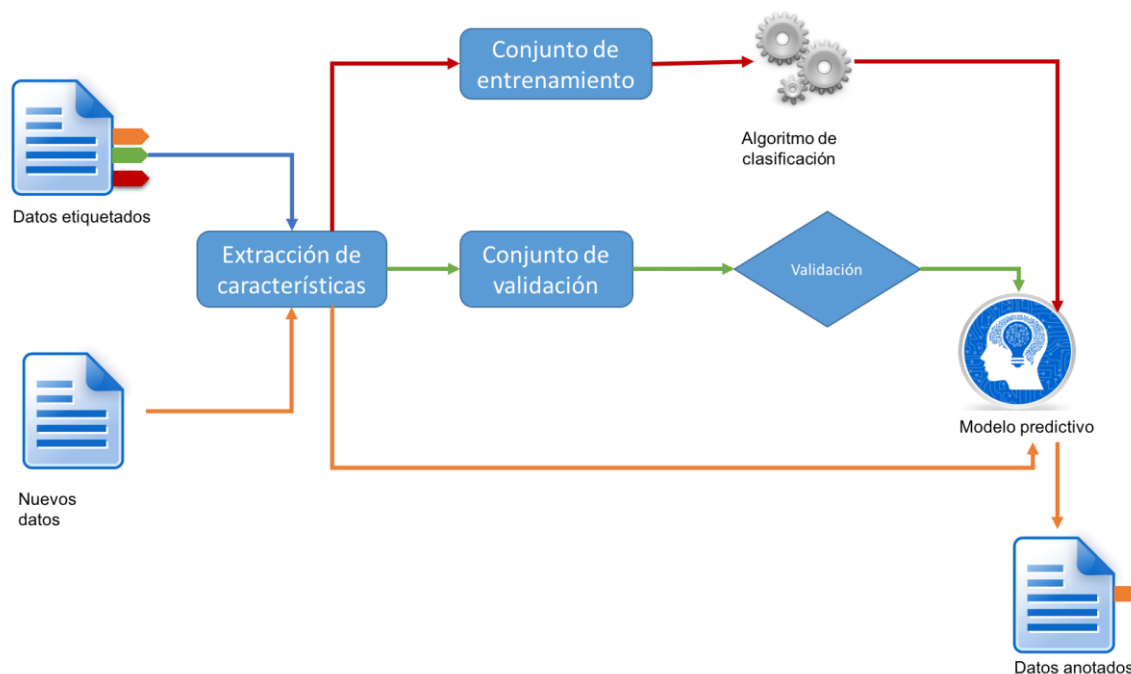 Conjunto de
entrenamiento
Algoritmo de
clasificación
Datos etiquetados
Extracción de
características
Conjunto de
validación
Validación
Modelo predictivo
Nuevos
datos
Datos anotados